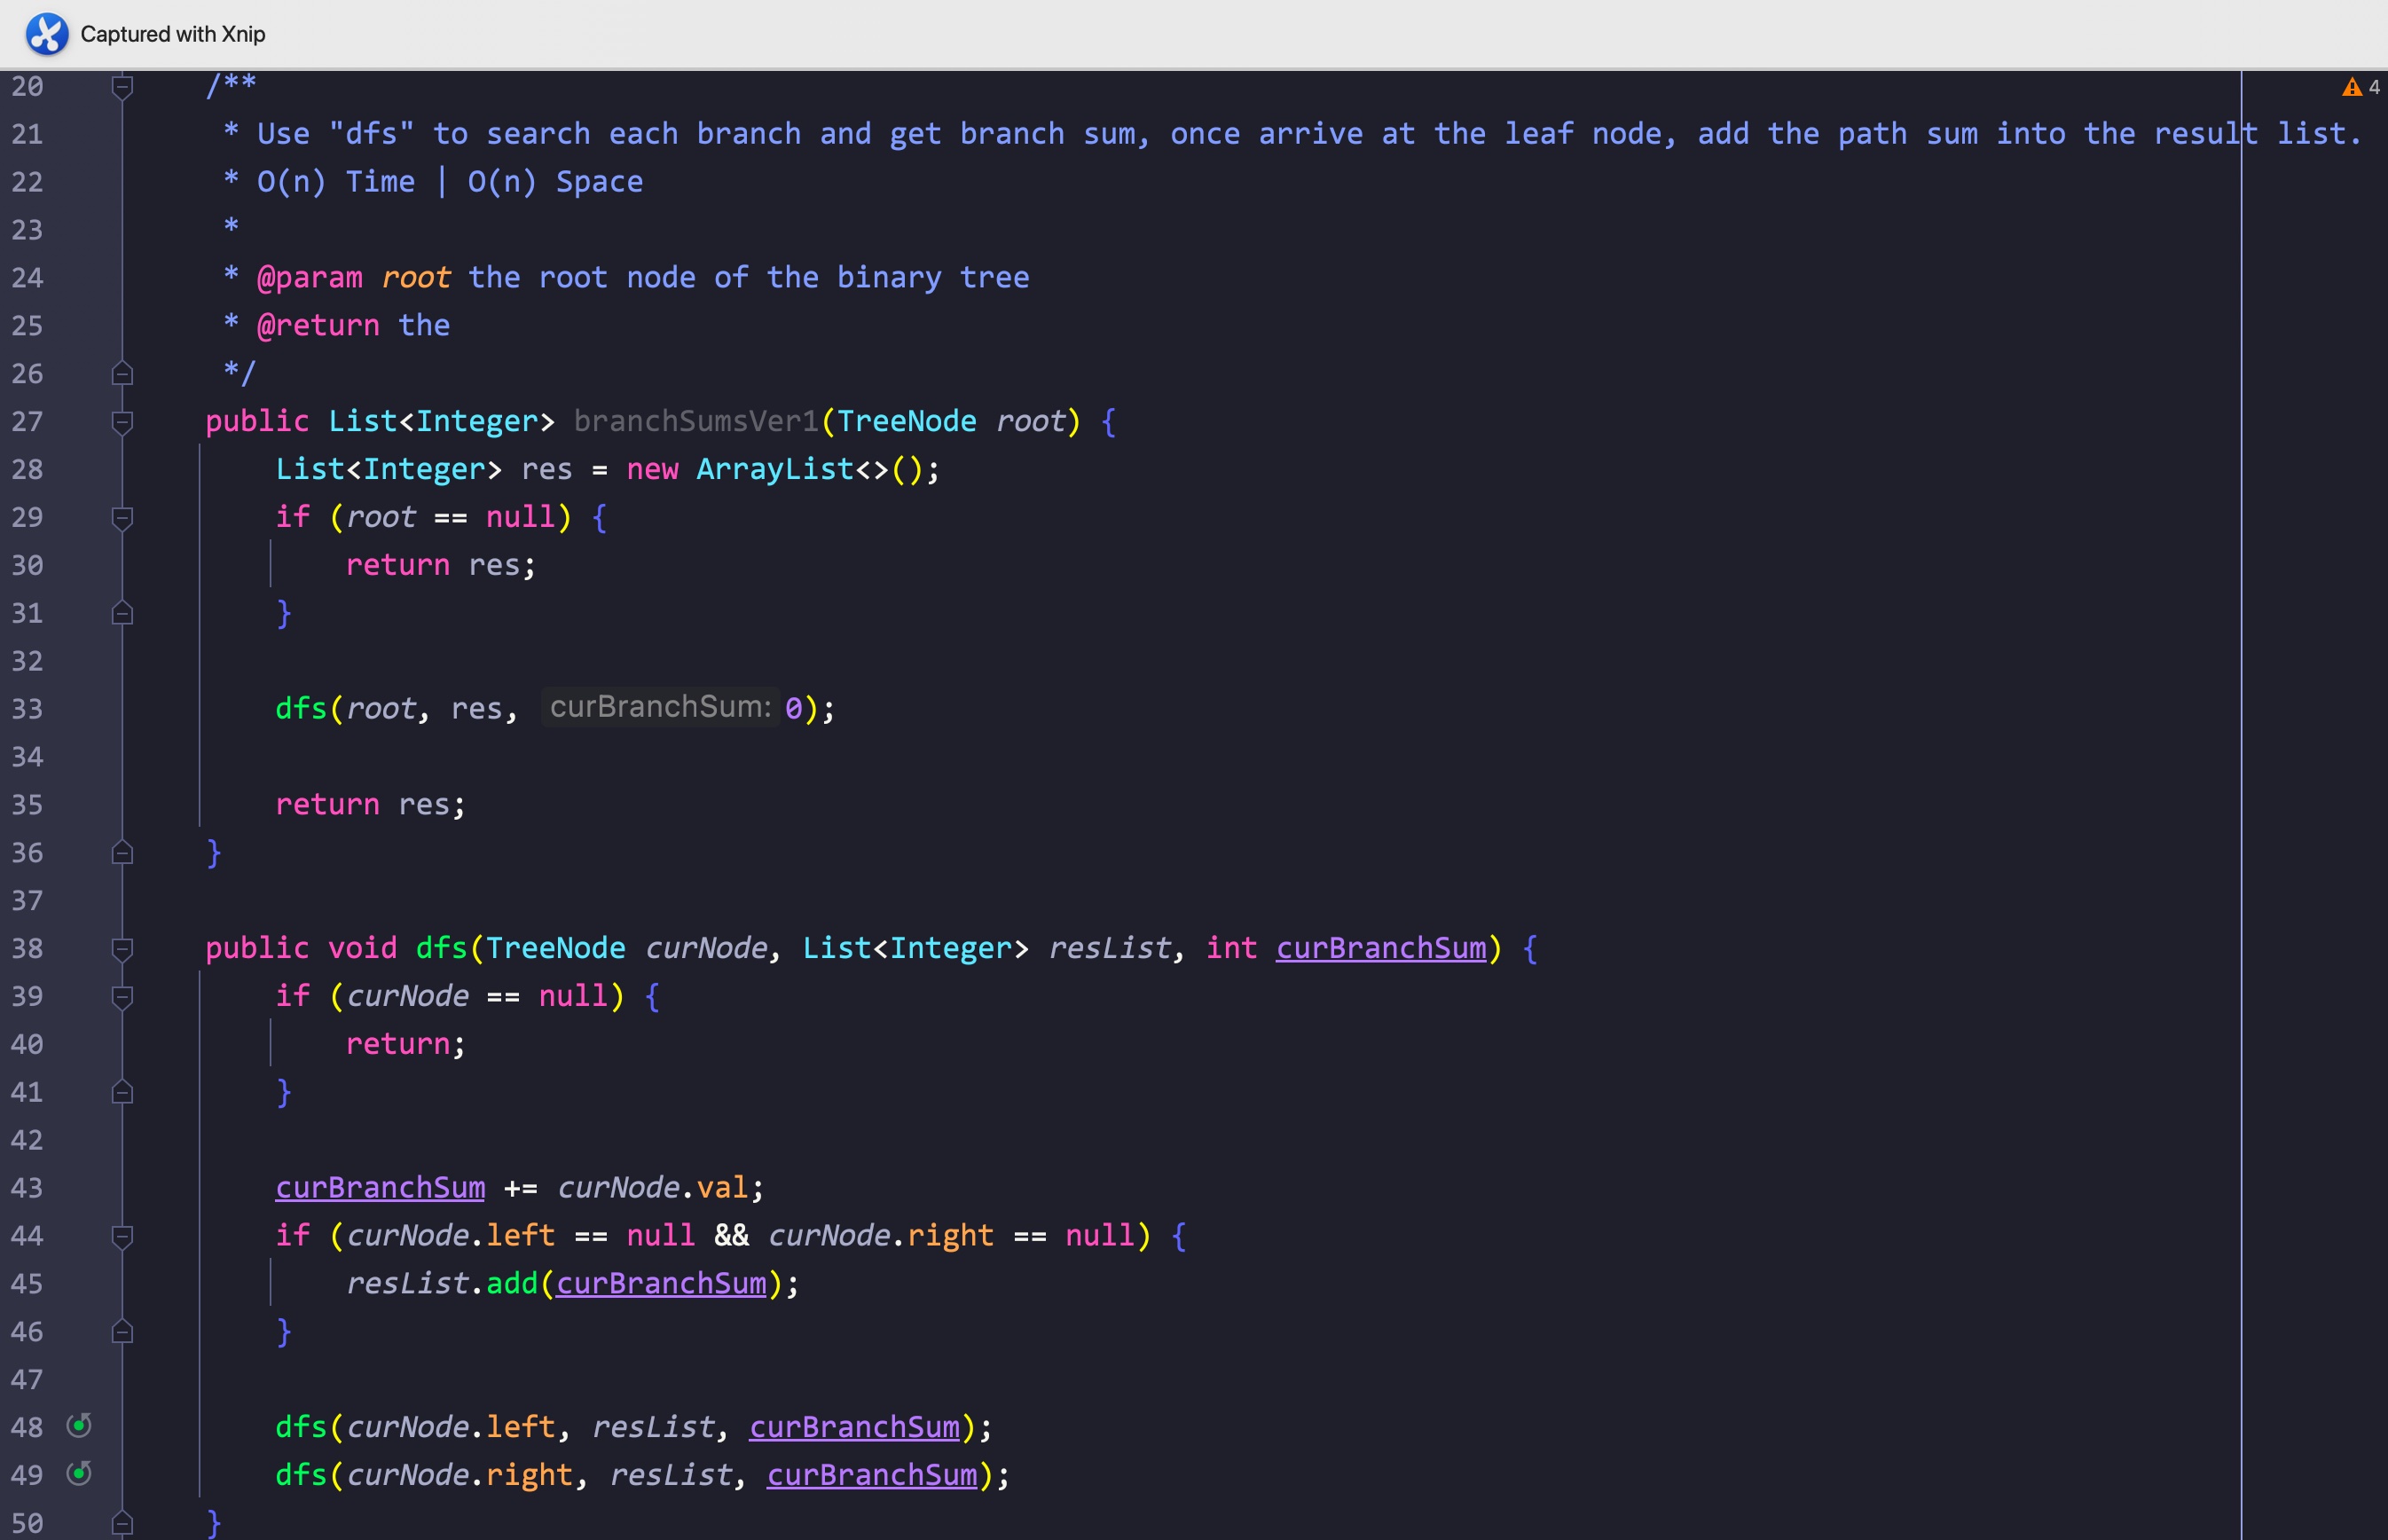 Captured with Xnip
4
20 /**
21 * Use "dfs" to search each branch and get branch sum, once arrive at the leaf node, add the path sum into the result list.
22 * O(n) Time | O(n) Space
23 *
24 * @param root the root node of the binary tree
25 * @return the
26 */
27 public List<Integer> branchSumsVer1(TreeNode root) {
28 List<Integer> res = new ArrayList<>();
29 if (root == null) {
30 return res;
31 }
32
33 dfs(root, res, curBranchSum: 0);
34
35 return res;
36 }
37
38 public void dfs(TreeNode curNode, List<Integer> resList, int curBranchSum) {
39 if (curNode == null) {
40 return;
41 }
42
43 curBranchSum += curNode.val;
44 if (curNode.left == null && curNode.right == null) {
45 resList.add(curBranchSum);
46 }
47
48 dfs(curNode.left, resList, curBranchSum);
49 dfs(curNode.right, resList, curBranchSum);
50 }